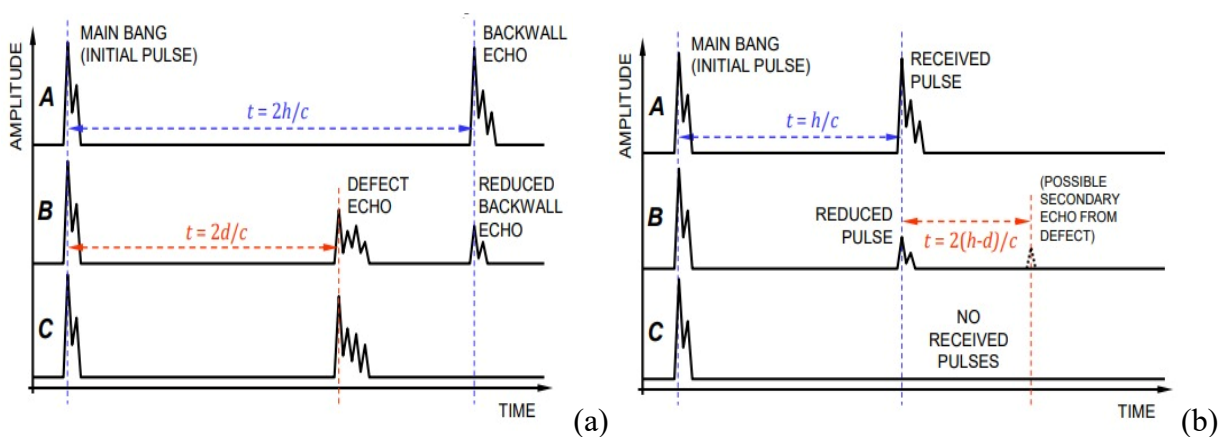 AMPLITUDE
MAIN BANG
(INITIAL PULSE)
BACKWALL
ECHO
A
t = 2h/c
B
DEFECT
ECHO
REDUCED
BACKWALL
ECHO
t = 2d/c
C
TIME
(a)
AMPLITUDE
MAIN BANG
(INITIAL PULSE)
RECEIVED
PULSE
A
t = h/c
B
REDUCED
PULSE
(POSSIBLE
SECONDARY
ECHO FROM
DEFECT)
t = 2(h-d)/c
C
NO
RECEIVED
PULSES
TIME
(b)